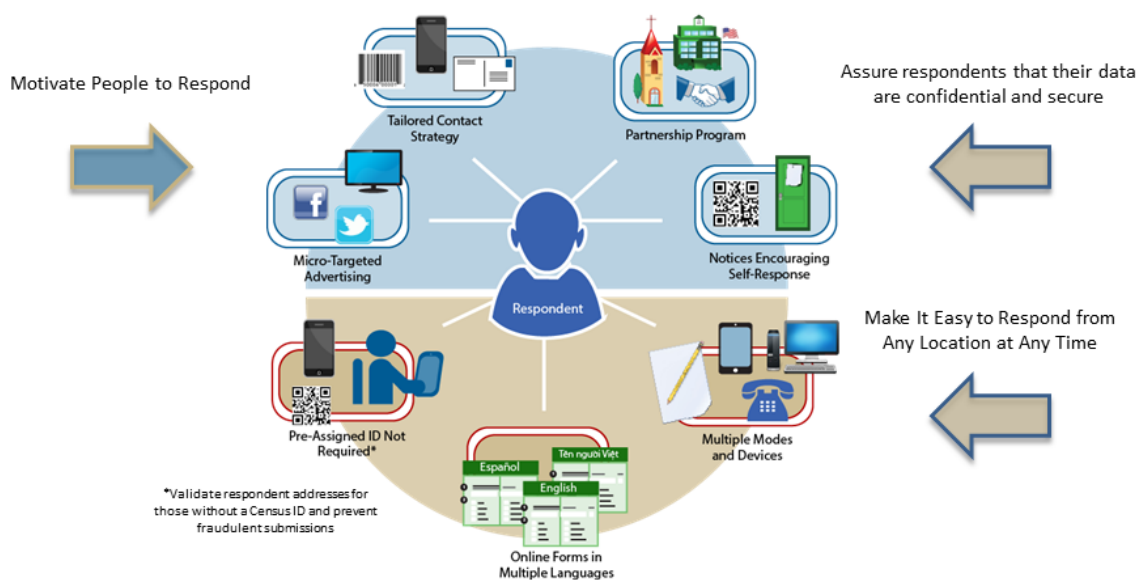 Motivate People to Respond
Assure respondents that their data
are confidential and secure
Tailored Contact
Strategy
Partnership Program
Micro-Targeted
Advertising
Notices Encouraging
Self-Response
Respondent
Make It Easy to Respond from
Any Location at Any Time
Pre-Assigned ID Not
Required*
Multiple Modes
and Devices
*Validate respondent addresses for
those without a Census ID and prevent
fraudulent submissions
Español
Tên người Việt
English
Online Forms in
Multiple Languages